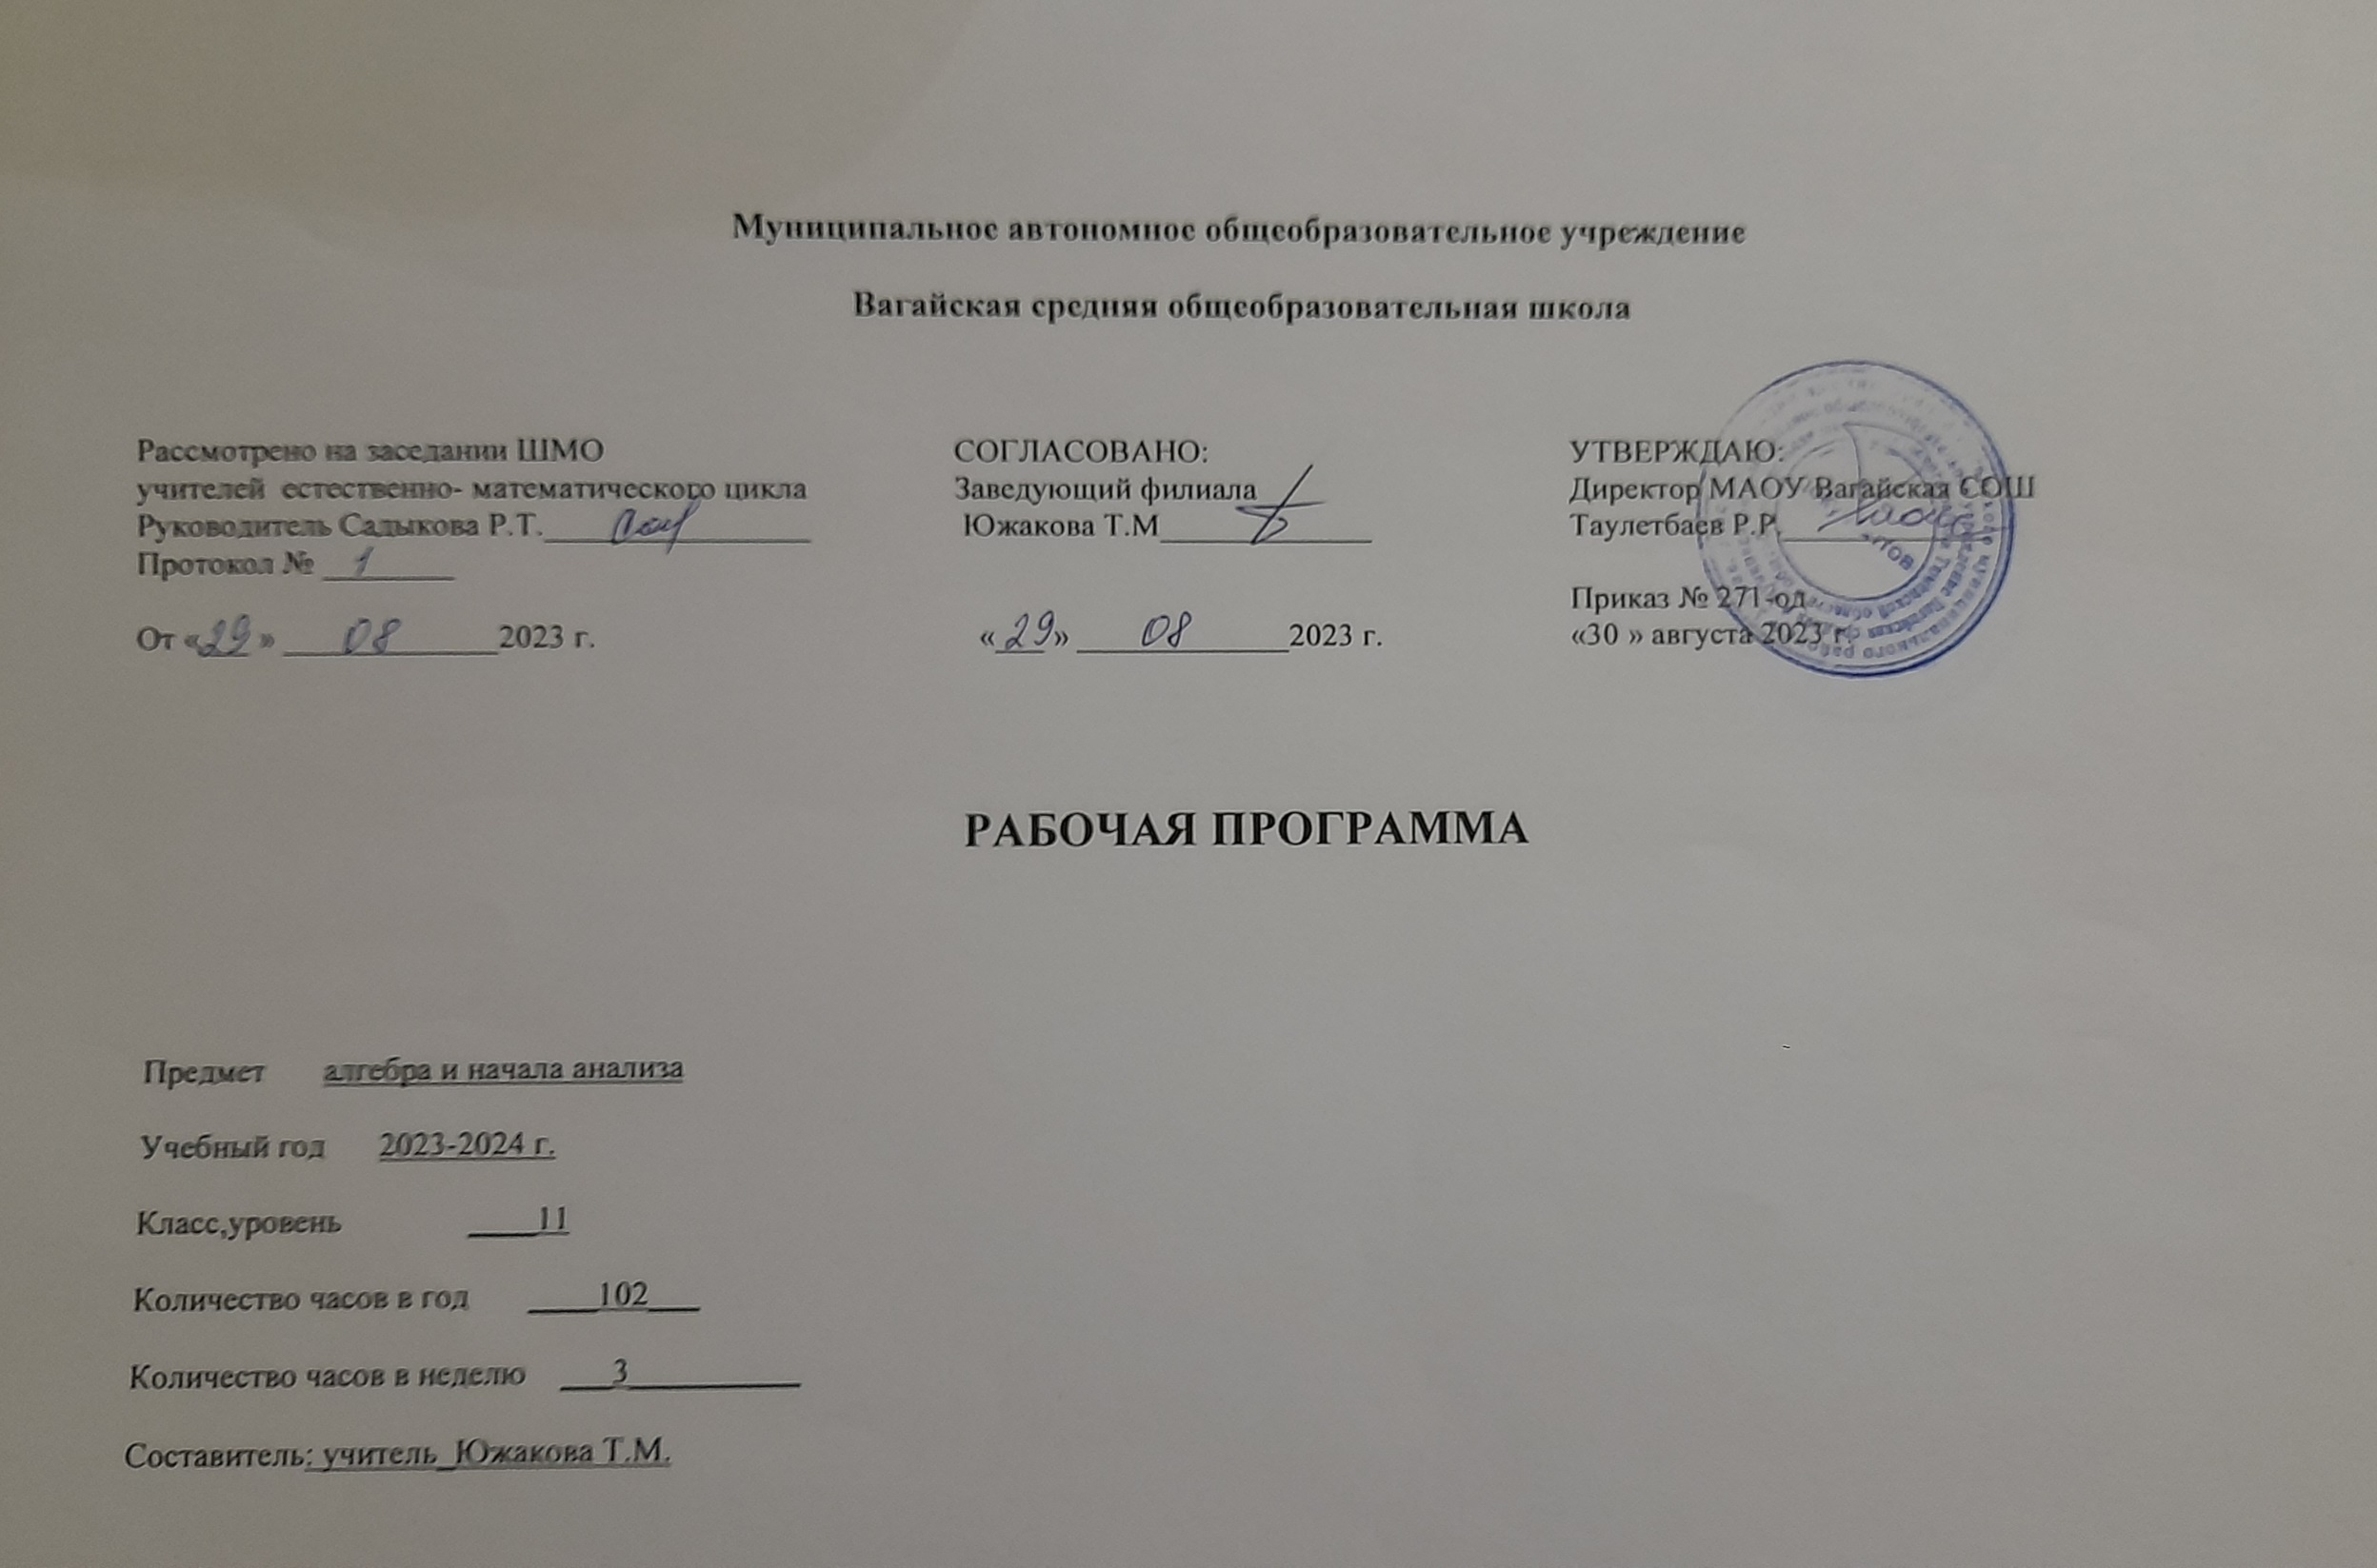 Муниципальное автономное общеобразовательное учреждение
Вагайская средняя общеобразовательная школа
Рассмотрено на заседании ШМО
учителей естественно- математического цикла
Руководитель Садыкова Р.Т.
Протокол № 1
От «29» 08 2023 г.
СОГЛАСОВАНО:
Заведующий филиала
Южакова Т.М
«29» 08 2023 г.
УТВЕРЖДАЮ:
Директор МАОУ Вагайская СОШ
Таулетбаев Р.Р.
Приказ № 271-од
«30 » августа 2023 г.
РАБОЧАЯ ПРОГРАММА
Предмет алгебра и начала анализа
Учебный год 2023-2024 г.
Класс,уровень 11
Количество часов в год 102
Количество часов в неделю 3
Составитель: учитель_Южакова Т.М.